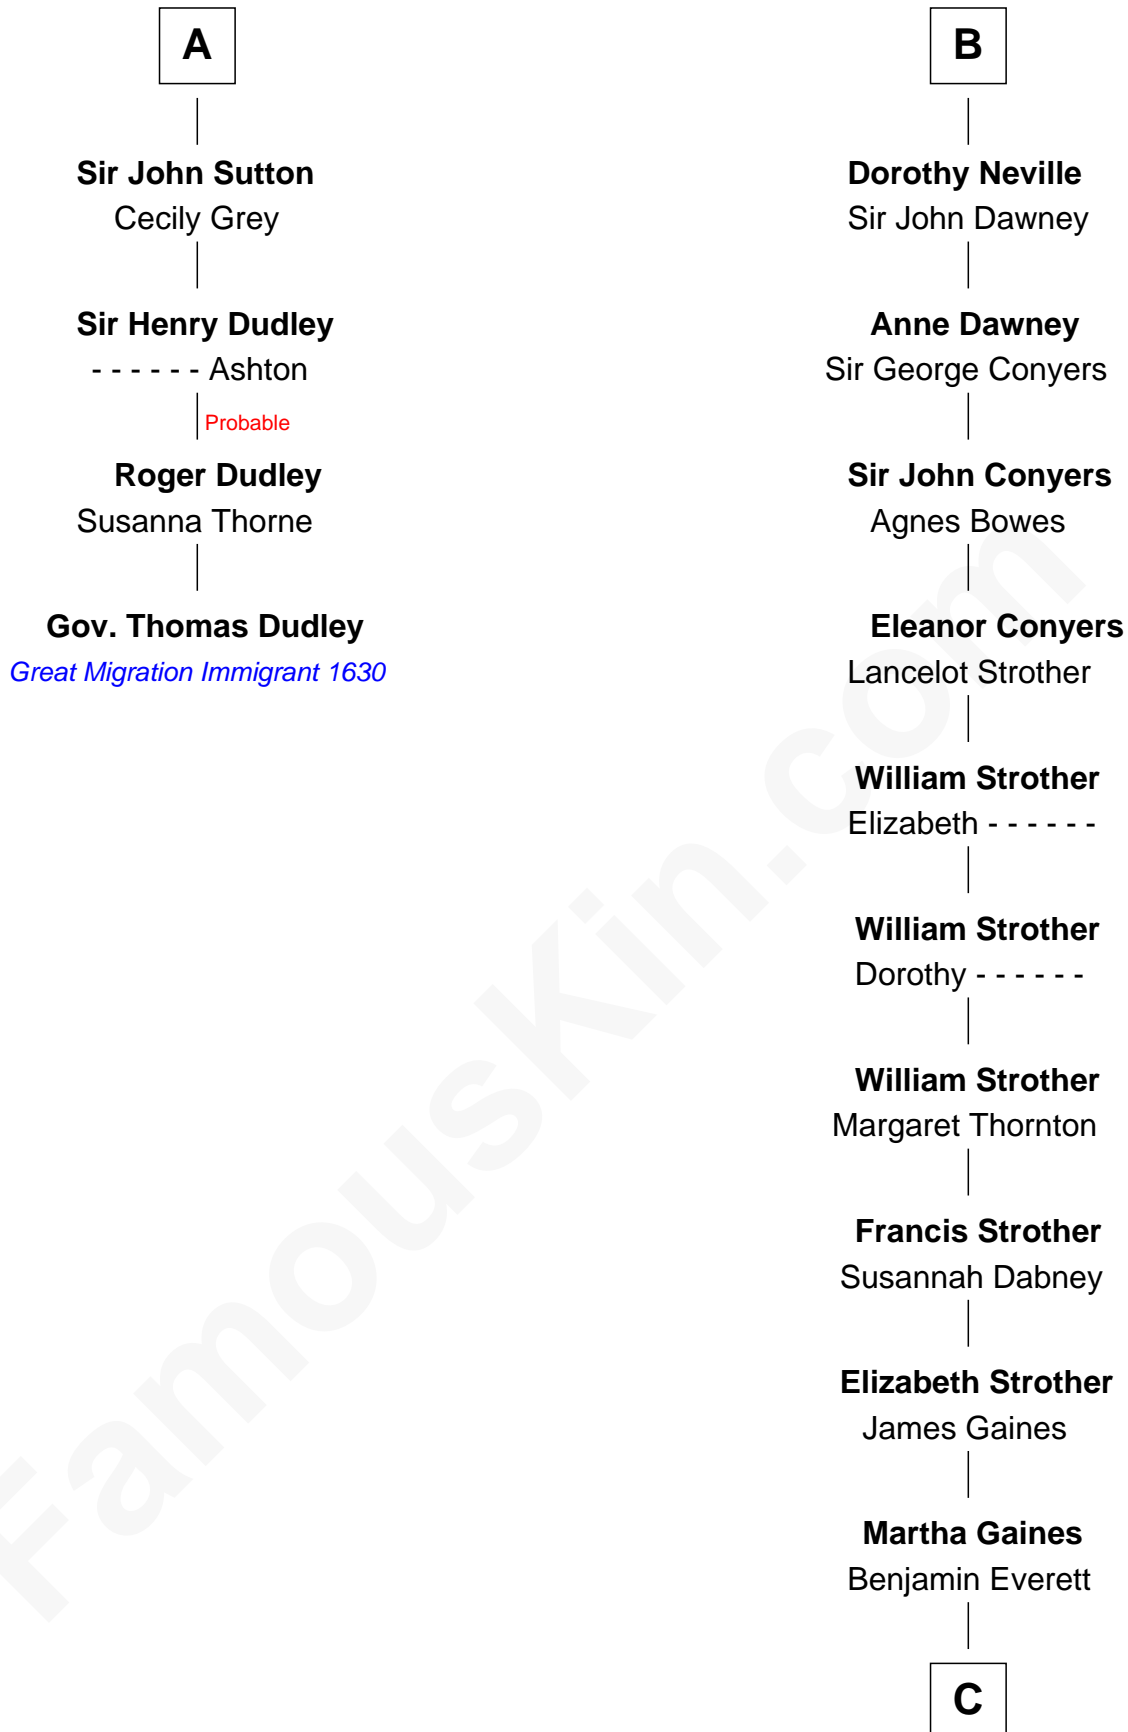 A
Sir John Sutton
Cecily Grey
Sir Henry Dudley
- - - - - - Ashton
Probable
Roger Dudley
Susanna Thorne
Gov. Thomas Dudley
Great Migration Immigrant 1630
B
Dorothy Neville
Sir John Dawney
Anne Dawney
Sir George Conyers
Sir John Conyers
Agnes Bowes
Eleanor Conyers
Lancelot Strother
William Strother
Elizabeth - - - - - -
William Strother
Dorothy - - - - - -
William Strother
Margaret Thornton
Francis Strother
Susannah Dabney
Elizabeth Strother
James Gaines
Martha Gaines
Benjamin Everett
C
FamousKin.com